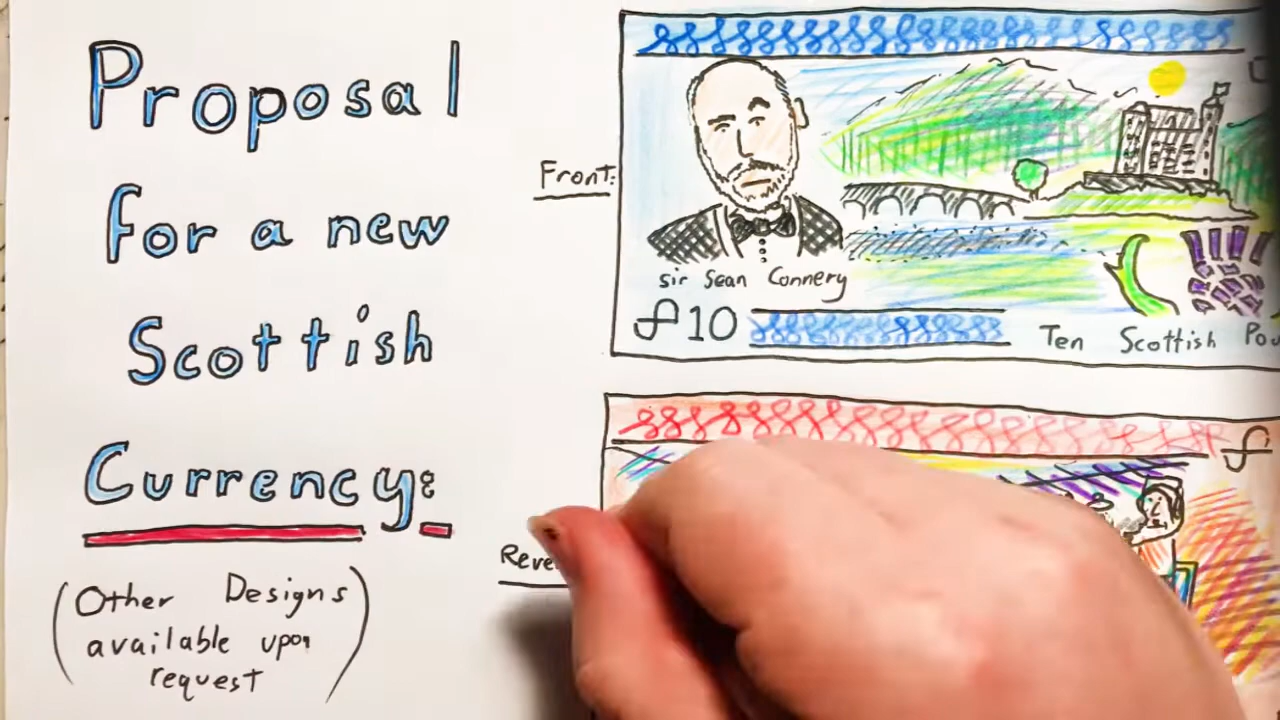 Proposal
for a new
Scottish
Currency:
(Other Designs
available upon
request)
Front:
Sir Sean Connery
£10
Ten Scottish
£